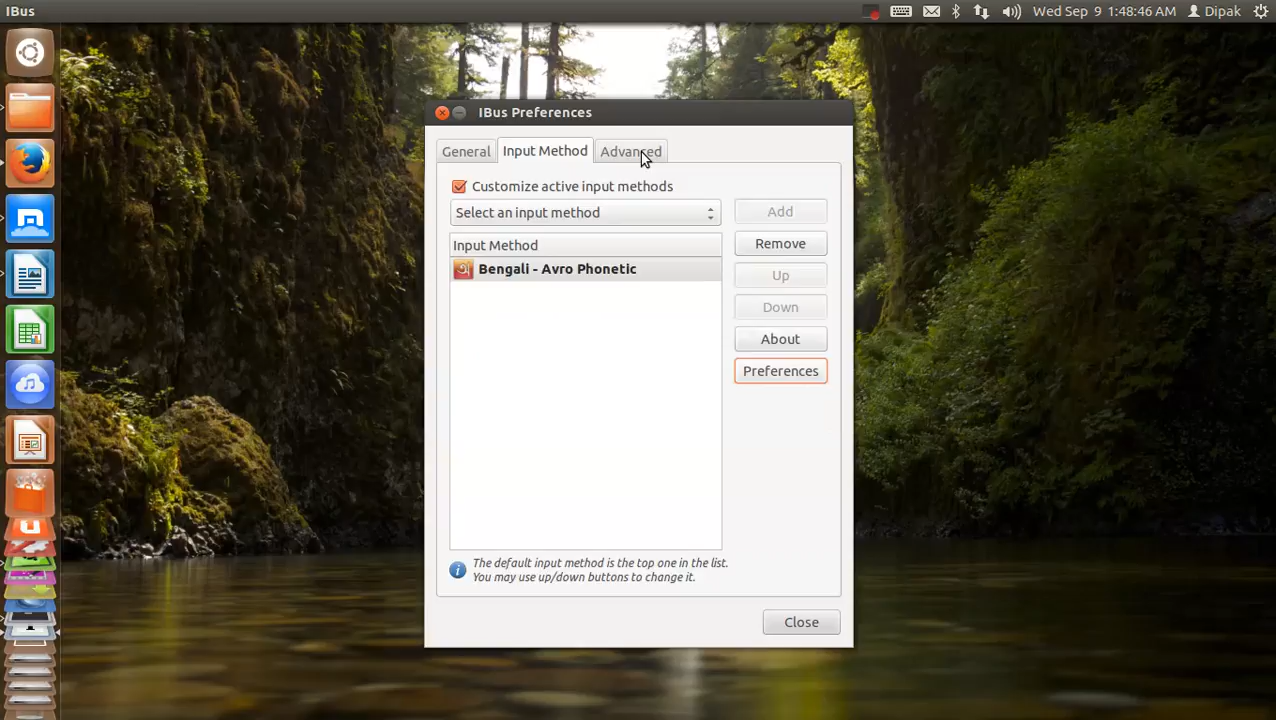 IBus
Wed Sep 9 1:48:46 AM
Dipak
IBus Preferences
General
Input Method
Advanced
Customize active input methods
Select an input method
Add
Input Method
Remove
Bengali - Avro Phonetic
Up
Down
About
Preferences
The default input method is the top one in the list.
You may use up/down buttons to change it.
Close